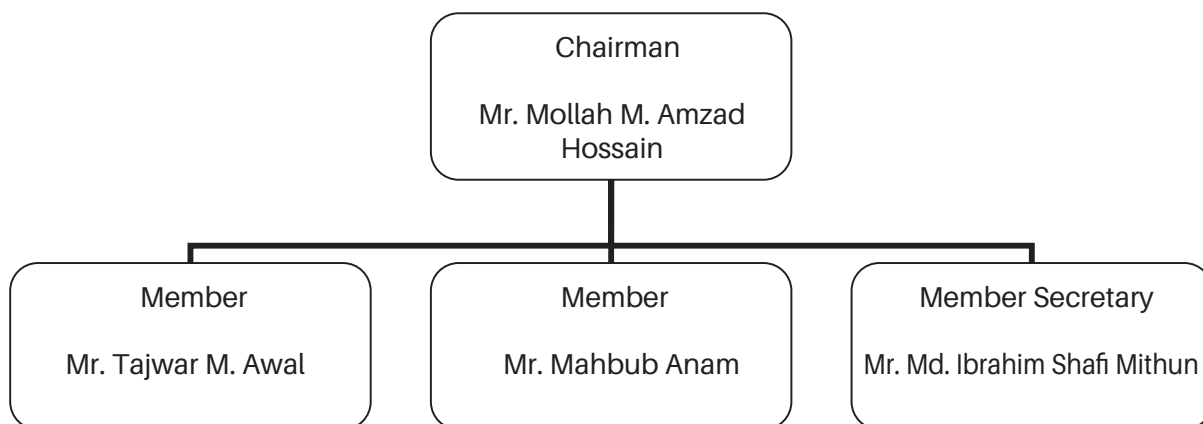 Chairman
Mr. Mollah M. Amzad
Hossain
Member
Mr. Tajwar M. Awal
Member
Mr. Mahbub Anam
Member Secretary
Mr. Md. Ibrahim Shafi Mithun